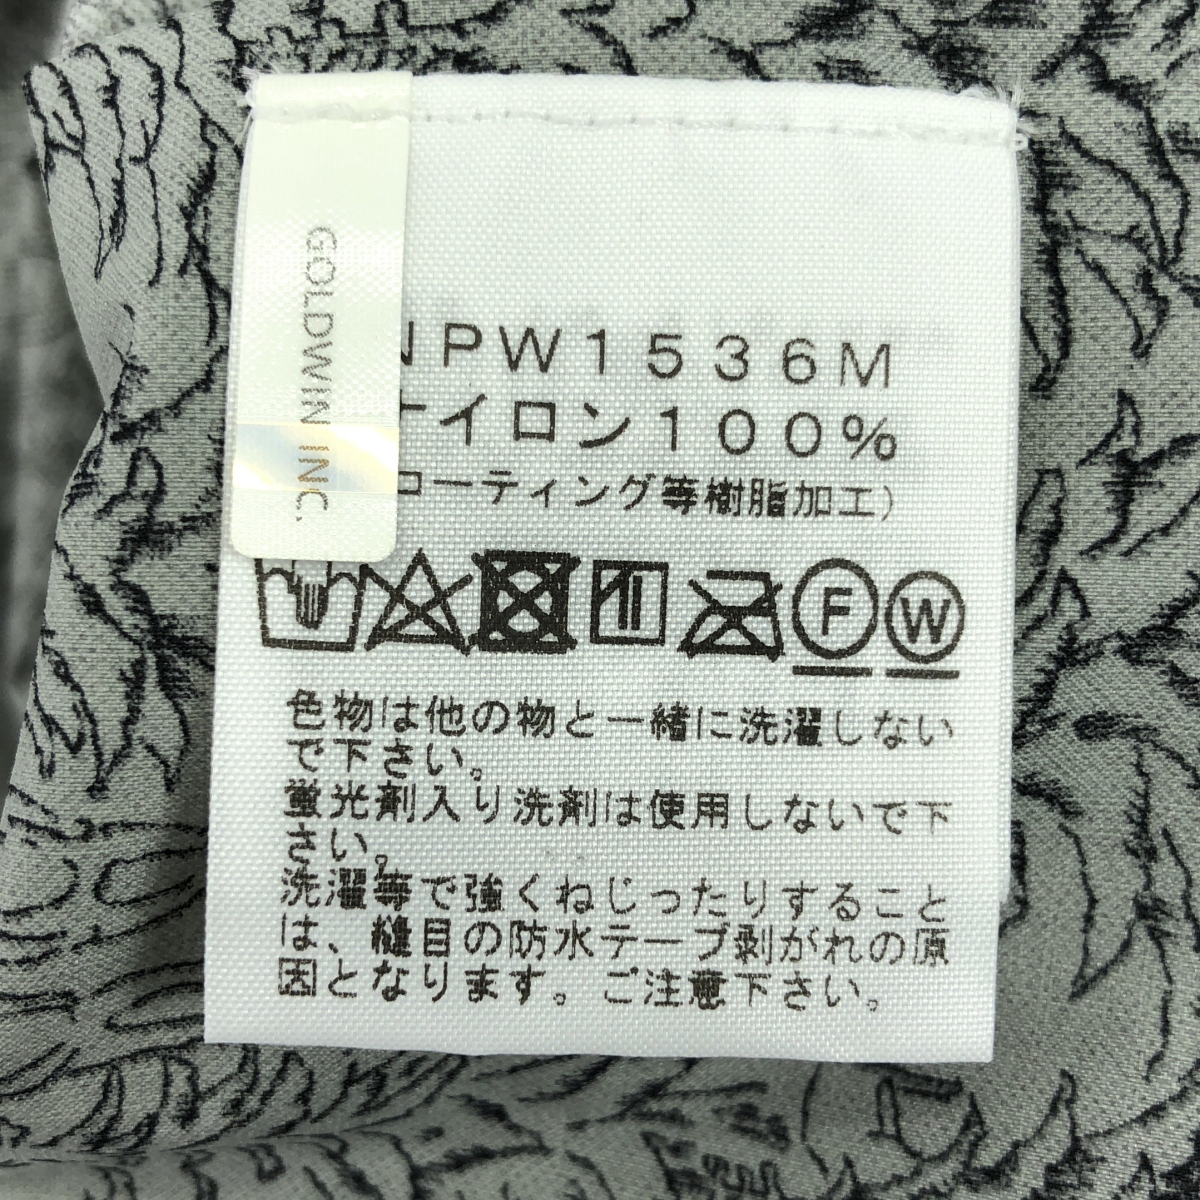 GOLDWIN INC.
NPW1536M
ナイロン100%
コーティング等樹脂加工)
F W
色物は他の物と一緒に洗濯しない
で下さい。
蛍光剤入り洗剤は使用しないで下
さい。
洗濯等で強くねじったりすること
は、縫目の防水テープ剥がれの原
因となります。ご注意下さい。